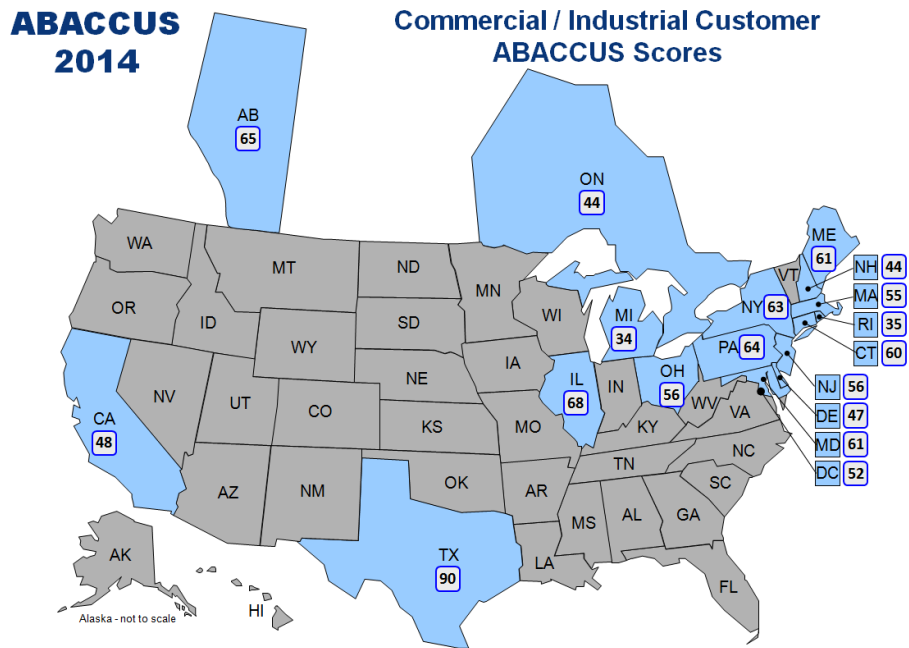 ABACCUS
2014
Commercial / Industrial Customer
ABACCUS Scores
AB
65
ON
44
WA
MT
ND
MN
ME
61
VT
NH 44
OR
ID
SD
WI
MI
34
NY 63
MA 55
RI 35
WY
IA
PA 64
CT 60
NV
UT
NE
IL
68
IN
OH
56
NJ 56
CA
48
CO
KS
MO
KY
WV
VA
DE 47
MD 61
DC 52
AZ
NM
OK
AR
TN
NC
SC
MS
AL
GA
TX
90
LA
FL
AK
HI
Alaska - not to scale